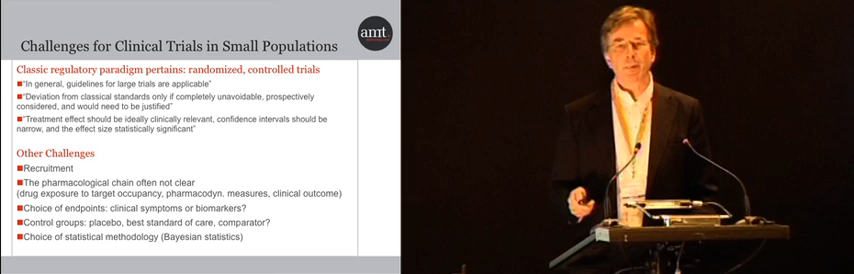 amt
Challenges for Clinical Trials in Small Populations
Classic regulatory paradigm pertains: randomized, controlled trials
■"In general, guidelines for large trials are applicable"
■"Deviation from classical standards only if completely unavoidable, prospectively
considered, and would need to be justified"
■"Treatment effect should be ideally clinically relevant, confidence intervals should be
narrow, and the effect size statistically significant"
Other Challenges
■Recruitment
■The pharmacological chain often not clear
(drug exposure to target occupancy, pharmacodyn. measures, clinical outcome)
■Choice of endpoints: clinical symptoms or biomarkers?
■Control groups: placebo, best standard of care, comparator?
■Choice of statistical methodology (Bayesian statistics)